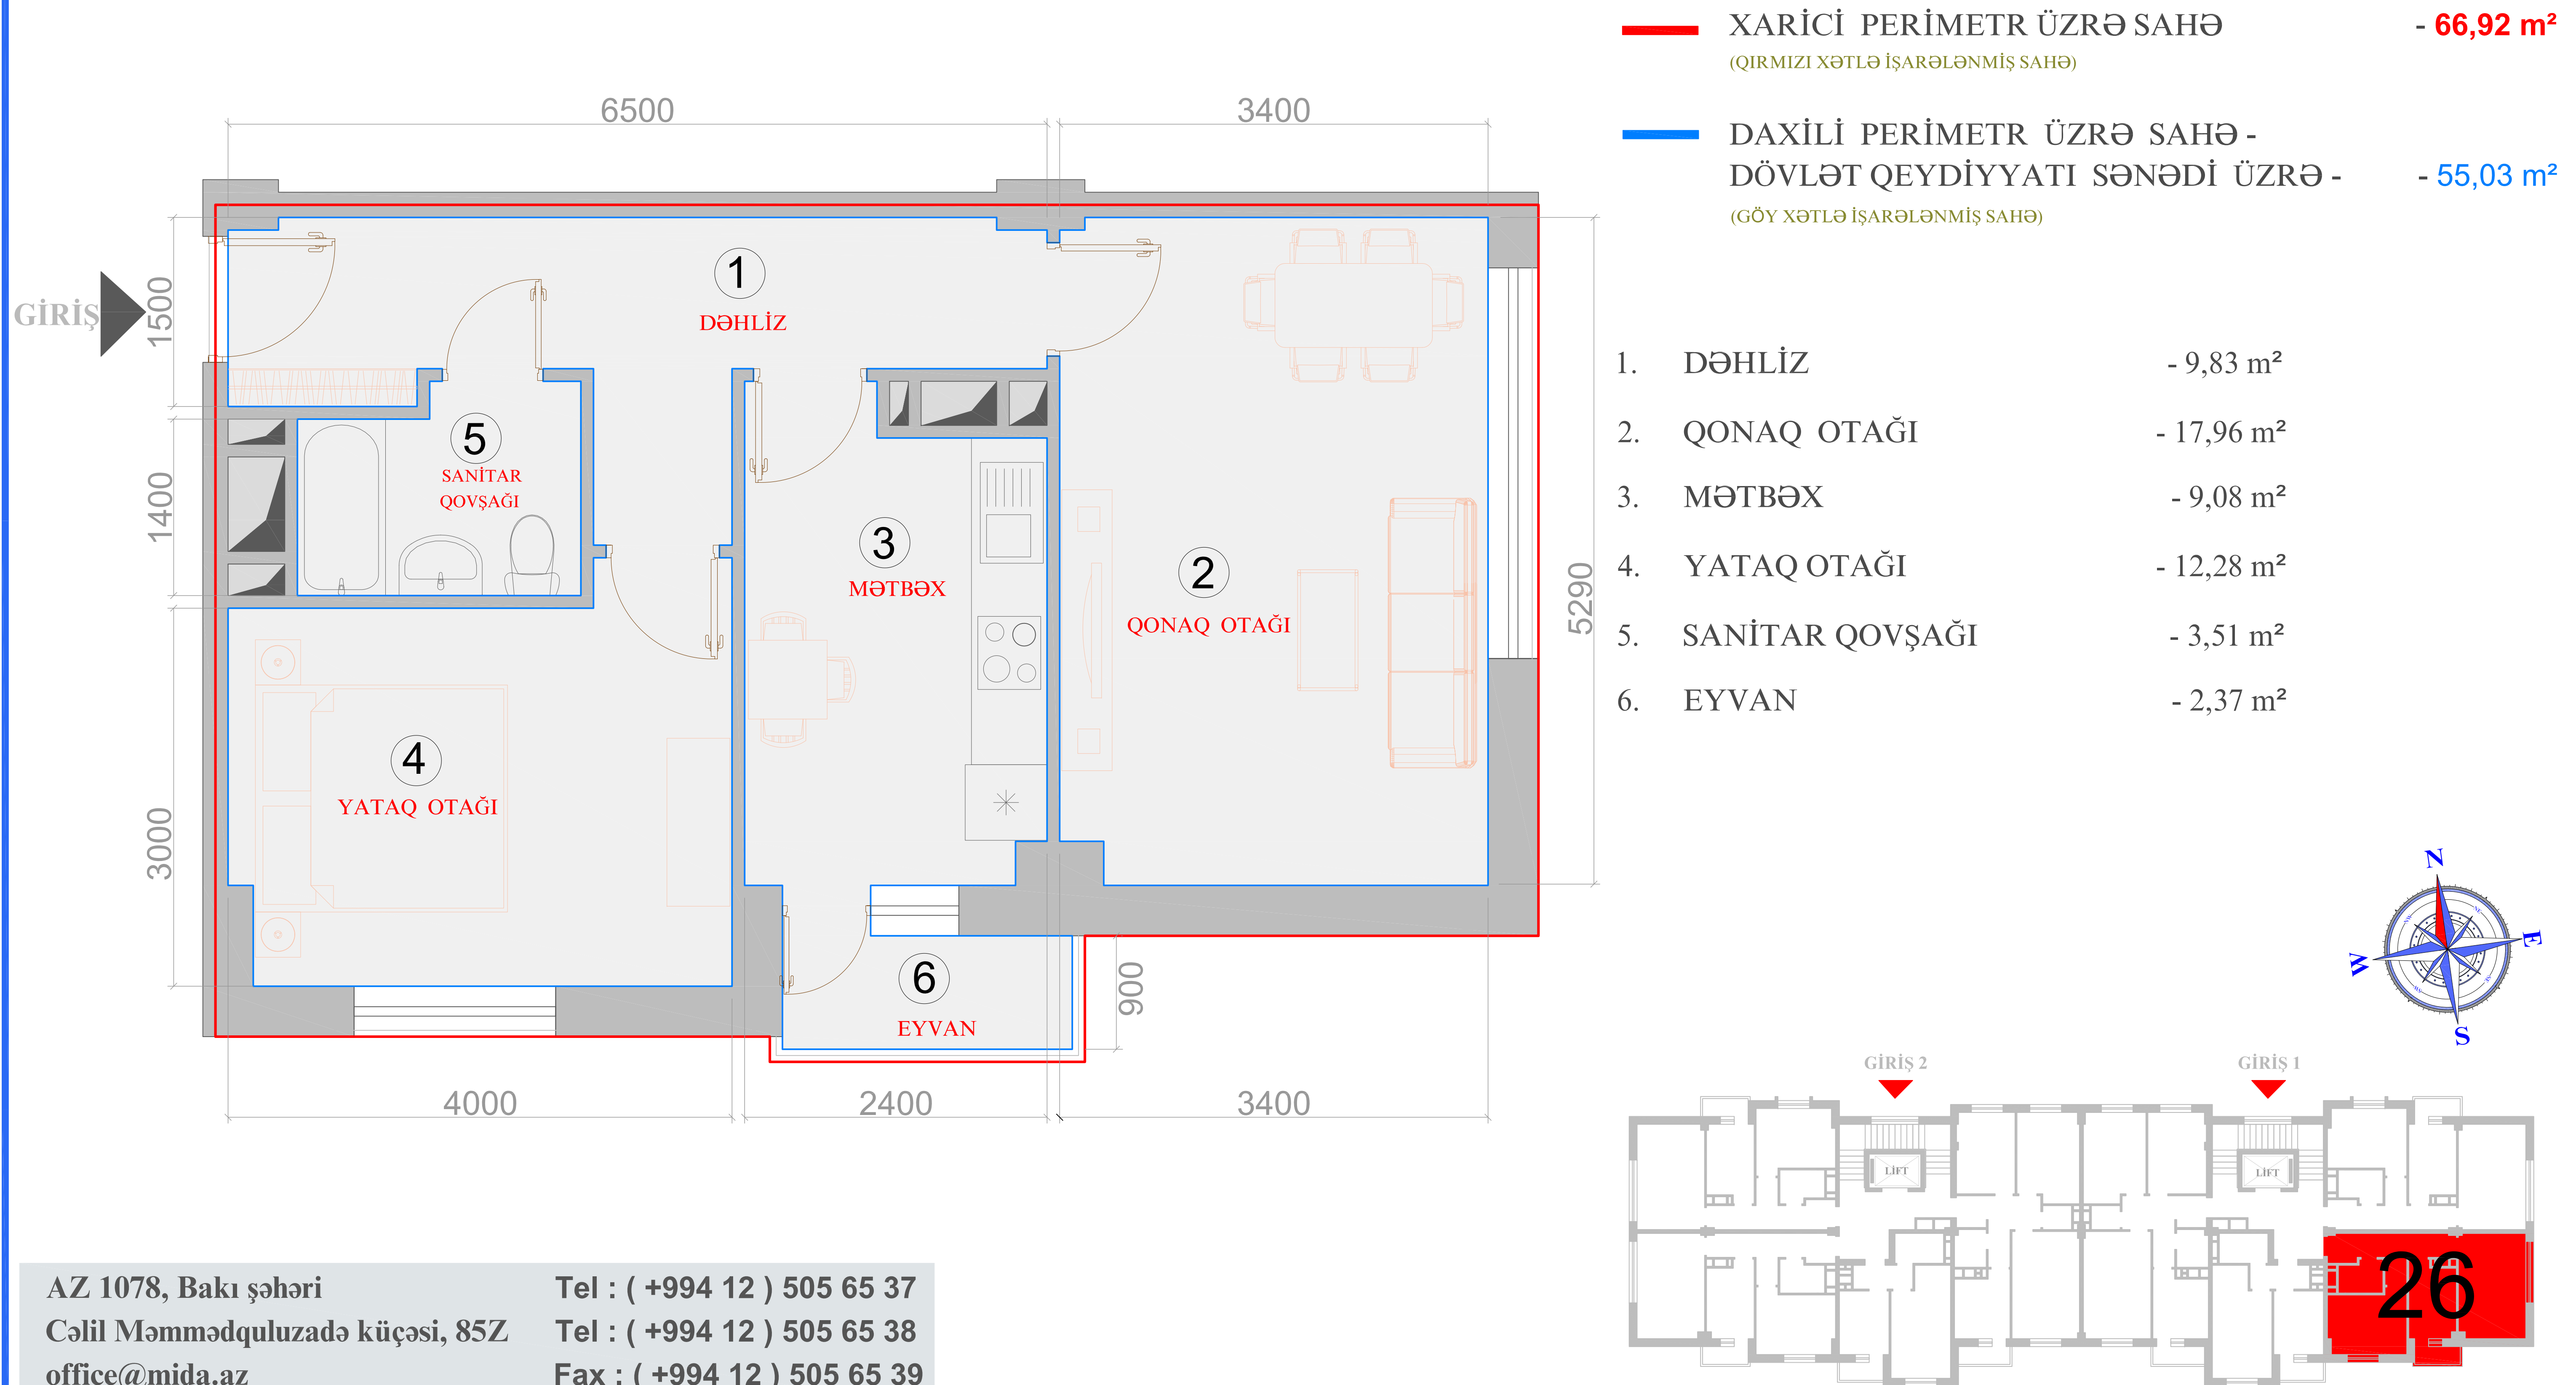 XARİCİ PERİMETR ÜZRƏ SAHƏ - 66,92 m²
(QIRMIZI XƏTLƏ İŞARƏLƏNMİŞ SAHƏ)
DAXİLİ PERİMETR ÜZRƏ SAHƏ -
DÖVLƏT QEYDİYYATI SƏNƏDİ ÜZRƏ - - 55,03 m²
(GÖY XƏTLƏ İŞARƏLƏNMİŞ SAHƏ)
6500
3400
GİRİŞ
1500
1400
3000
1
DƏHLİZ
5
SANİTAR
QOVŞAĞI
3
MƏTBƏX
2
QONAQ OTAĞI
4
YATAQ OTAĞI
6
EYVAN
5290
900
4000
2400
3400
1. DƏHLİZ - 9,83 m²
2. QONAQ OTAĞI - 17,96 m²
3. MƏTBƏX - 9,08 m²
4. YATAQ OTAĞI - 12,28 m²
5. SANİTAR QOVŞAĞI - 3,51 m²
6. EYVAN - 2,37 m²
N
E
W
S
GİRİŞ 2
GİRİŞ 1
LİFT
LİFT
26
AZ 1078, Bakı şəhəri Tel : ( +994 12 ) 505 65 37
Cəlil Məmmədquluzadə küçəsi, 85Z Tel : ( +994 12 ) 505 65 38
office@mida.az Fax : ( +994 12 ) 505 65 39